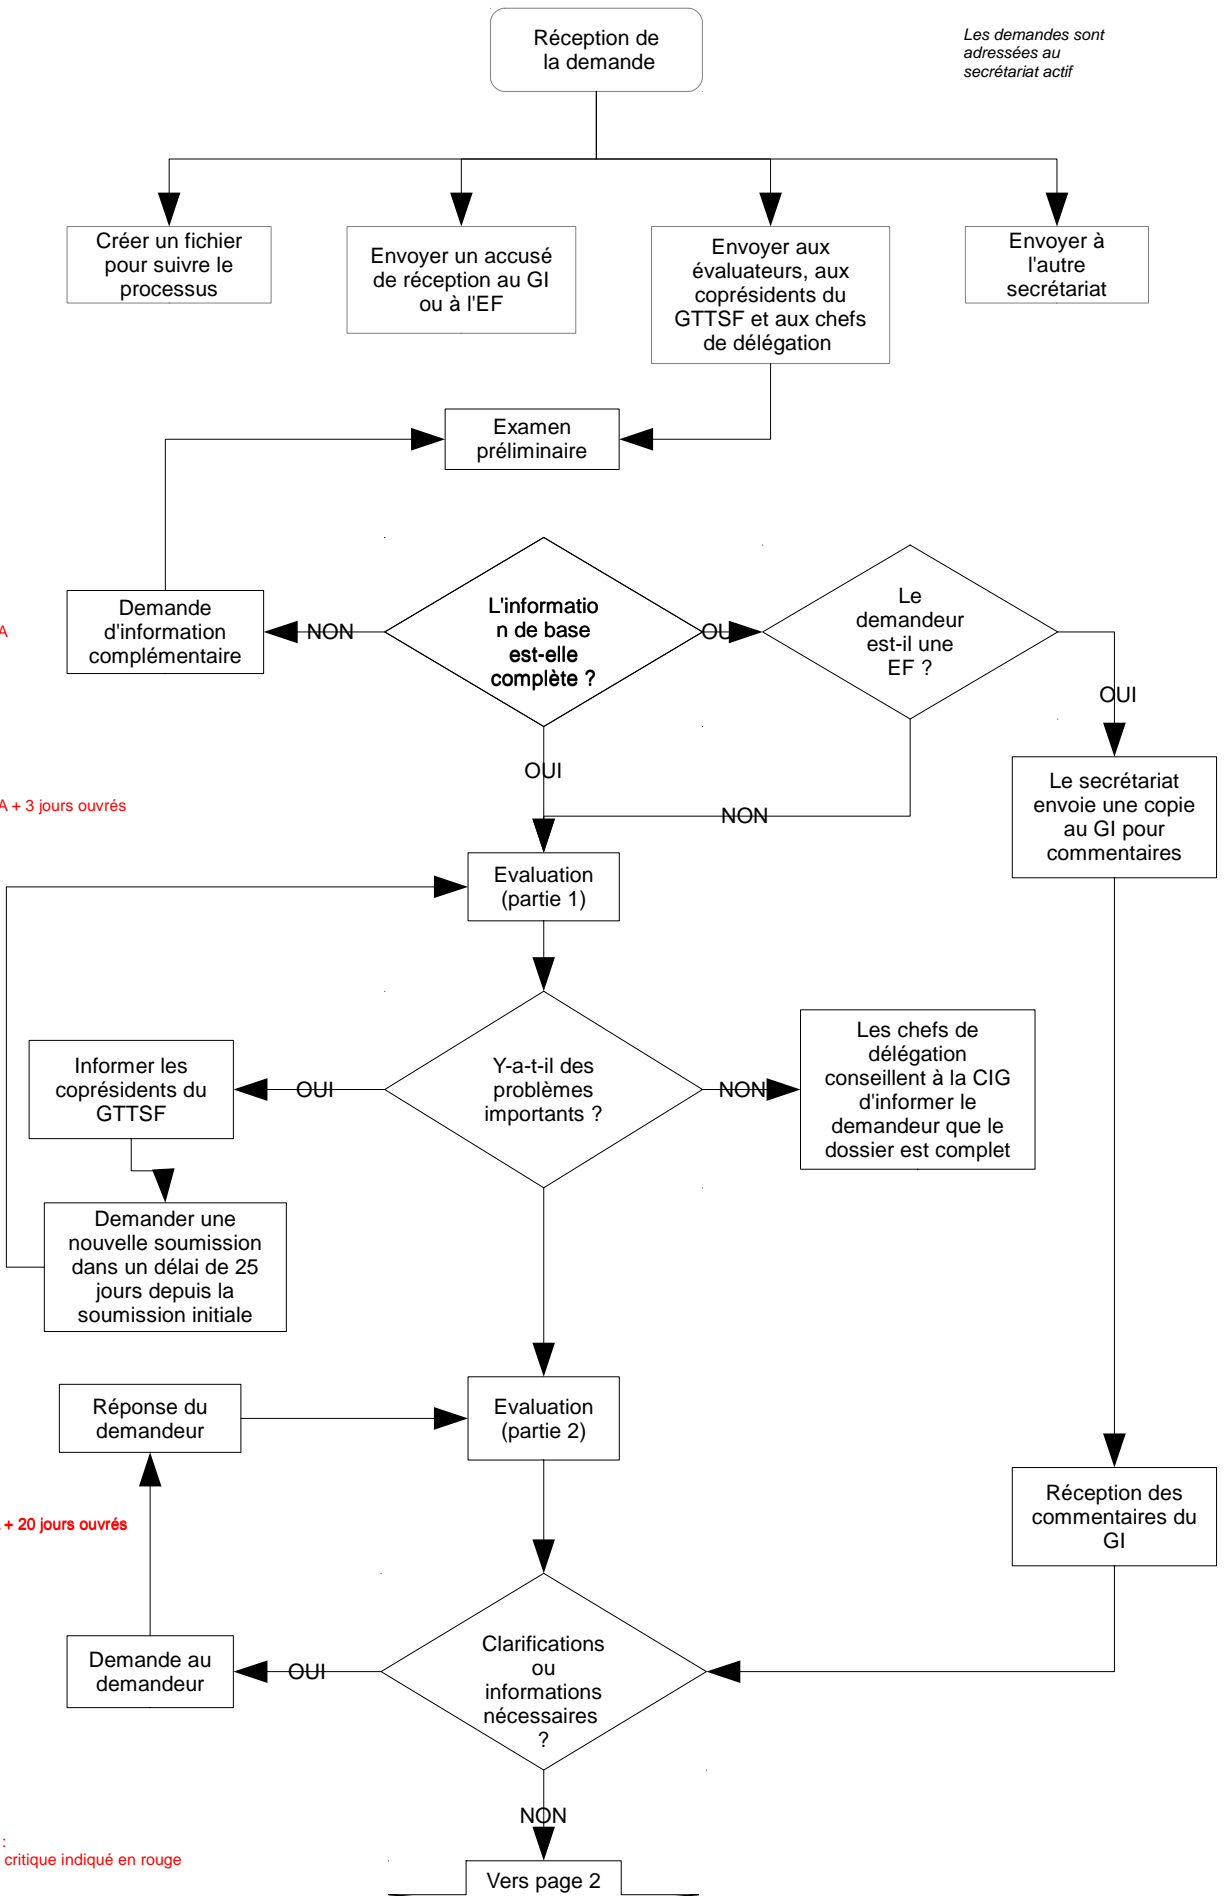 Réception de
la demande
Les demandes sont
adressées au
secrétariat actif
Créer un fichier
pour suivre le
processus
Envoyer un accusé
de réception au GI
ou à l'EF
Envoyer aux
évaluateurs, aux
coprésidents du
GTTSF et aux chefs
de délégation
Envoyer à
l'autre
secrétariat
Examen
préliminaire
A
Demande
d'information
complémentaire
NON
L'informatio
n de base
est-elle
complète ?
OUI
Le
demandeur
est-il une
EF ?
OUI
OUI
A + 3 jours ouvrés
NON
Le secrétariat
envoie une copie
au GI pour
commentaires
Evaluation
(partie 1)
Informer les
coprésidents du
GTTSF
OUI
Y-a-t-il des
problèmes
importants ?
NON
Les chefs de
délégation
conseillent à la CIG
d'informer le
demandeur que le
dossier est complet
Demander une
nouvelle soumission
dans un délai de 25
jours depuis la
soumission initiale
Réponse du
demandeur
Evaluation
(partie 2)
Réception des
commentaires du
GI
+ 20 jours ouvrés
Demande au
demandeur
OUI
Clarifications
ou
informations
nécessaires
?
NON
:
critique indiqué en rouge
Vers page 2